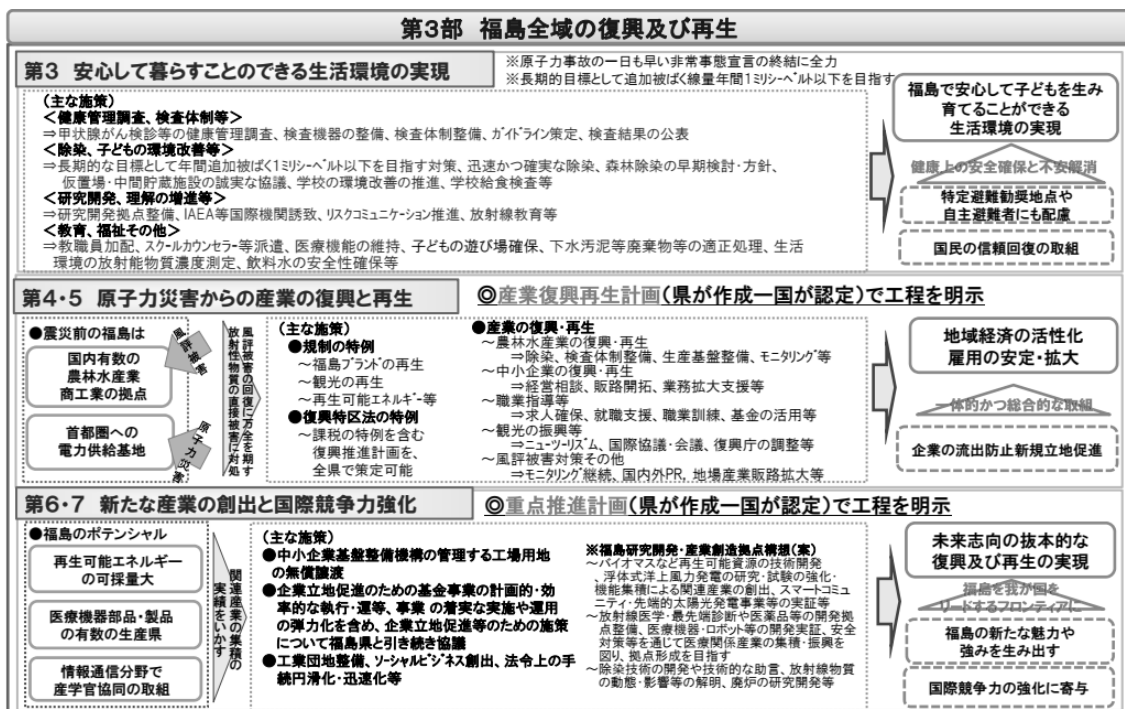 第3部 福島全域の復興及び再生
第3 安心して暮らすことのできる生活環境の実現
※原子力事故の一日も早い非常事態宣言の終結に全力
※長期的目標として追加被ばく線量年間1ミリシーベルト以下を目指す
(主な施策)
<健康管理調査、検査体制等>
⇒甲状腺がん検診等の健康管理調査、検査機器の整備、検査体制整備、ガイドライン策定、検査結果の公表
<除染、子どもの環境改善等>
⇒長期的な目標として年間追加被ばく1ミリシーベルト以下を目指す対策、迅速かつ確実な除染、森林除染の早期検討・方針、
仮置場・中間貯蔵施設の誠実な協議、学校の環境改善の推進、学校給食検査等
<研究開発、理解の増進等>
⇒研究開発拠点整備、IAEA等国際機関誘致、リスクコミュニケーション推進、放射線教育等
<教育、福祉その他>
⇒教職員加配、スクールカウンセラー等派遣、医療機能の維持、子どもの遊び場確保、下水汚泥等廃棄物等の適正処理、生活
環境の放射能物質濃度測定、飲料水の安全性確保等
福島で安心して子どもを生み
育てることができる
生活環境の実現
健康上の安全確保と不安解消
特定避難勧奨地点や
自主避難者にも配慮
国民の信頼回復の取組
第4・5 原子力災害からの産業の復興と再生
◎産業復興再生計画(県が作成―国が認定)で工程を明示
●震災前の福島は
国内有数の
農林水産業
商工業の拠点
首都圏への
電力供給基地
風評被害
原子力災害
風評被害の回復に万全を期す
放射性物質の直接被害に対処
(主な施策)
●規制の特例
～福島ブランドの再生
～観光の再生
～再生可能エネルギー等
●復興特区法の特例
～課税の特例を含む
復興推進計画を、
全県で策定可能
●産業の復興・再生
～農林水産業の復興・再生
⇒除染、検査体制整備、生産基盤整備、モニタリング等
～中小企業の復興・再生
⇒経営相談、販路開拓、業務拡大支援等
～職業指導等
⇒求人確保、就職支援、職業訓練、基金の活用等
～観光の振興等
⇒ニューツーリズム、国際協議・会議、復興庁の調整等
～風評被害対策その他
⇒モニタリング継続、国内外PR，地場産業販路拡大等
地域経済の活性化
雇用の安定・拡大
一体的かつ総合的な取組
企業の流出防止新規立地促進
第6・7 新たな産業の創出と国際競争力強化
◎重点推進計画(県が作成―国が認定)で工程を明示
●福島のポテンシャル
再生可能エネルギー
の可採量大
医療機器部品・製品
の有数の生産県
情報通信分野で
産学官協同の取組
関連産業の集積の
実績をいかす
(主な施策)
●中小企業基盤整備機構の管理する工場用地
の無償譲渡
●企業立地促進のための基金事業の計画的・効
率的な執行・運等、事業 の着実な実施や運用
の弾力化を含め、企業立地促進等のための施策
について福島県と引き続き協議
●工業団地整備、ソーシャルビジネス創出、法令上の手
続円滑化・迅速化等
※福島研究開発・産業創造拠点構想(案)
～バイオマスなど再生可能資源の技術開発
、浮体式洋上風力発電の研究・試験の強化・
機能集積による関連産業の創出、スマートコミュ
ニティ・先端的太陽光発電事業等の実証等
～放射線医学・最先端診断や医薬品等の開発拠
点整備、医療機器・ロボット等の開発実証、安全
対策等を通じて医療関係産業の集積・振興を
図り、拠点形成を目指す
～除染技術の開発や技術的な助言、放射線物質
の動態・影響等の解明、廃炉の研究開発等
未来志向の抜本的な
復興及び再生の実現
福島を我が国を
リードするフロンティアに
福島の新たな魅力や
強みを生み出す
国際競争力の強化に寄与